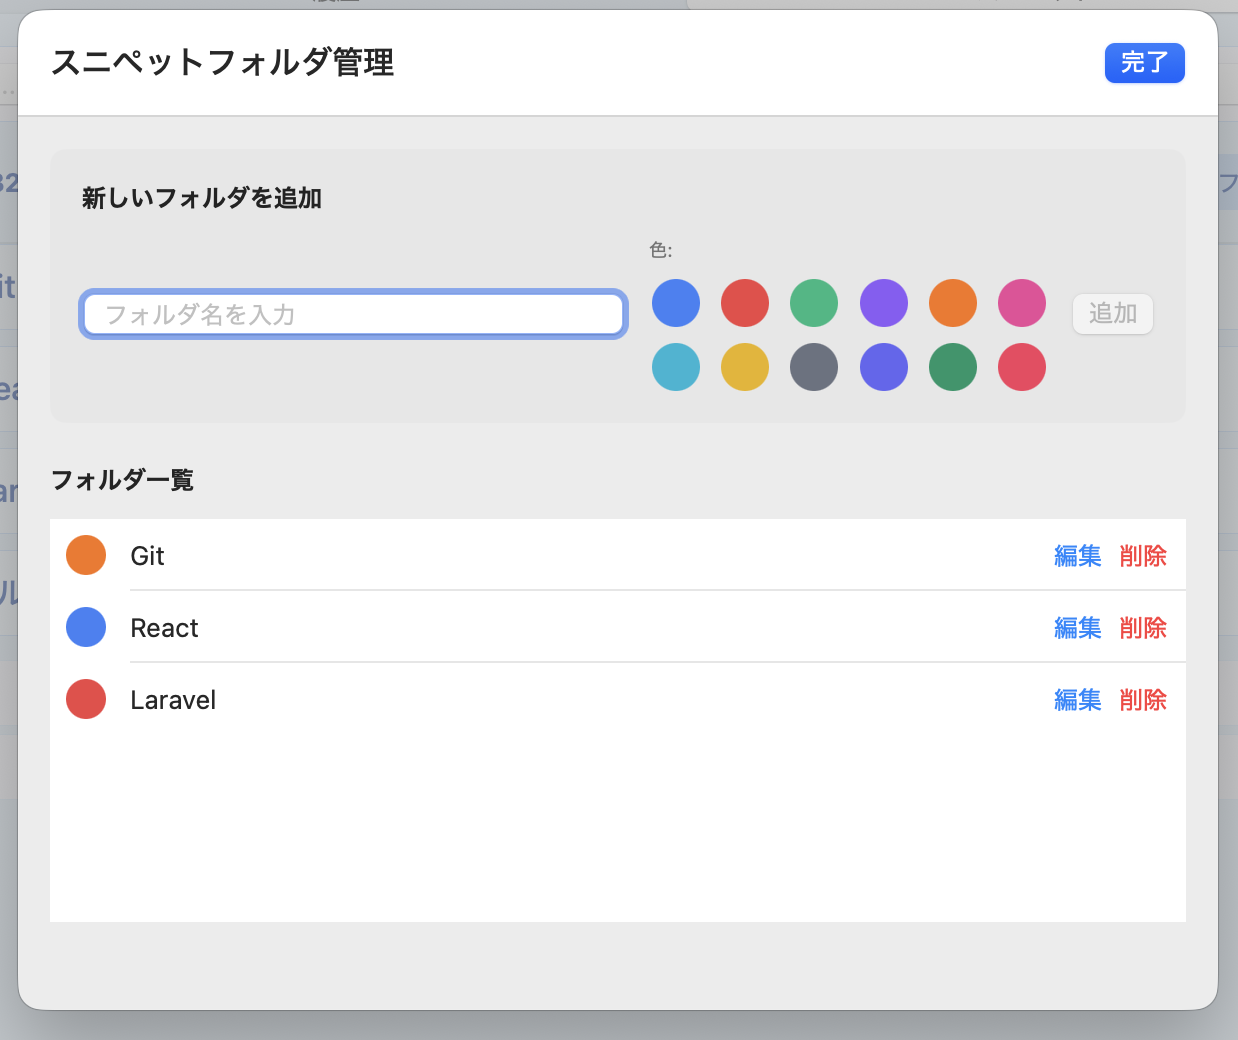 スニペットフォルダ管理
完了
新しいフォルダを追加
色:
フォルダ名を入力
追加
フォルダ一覧
Git
編集 削除
React
編集 削除
Laravel
編集 削除